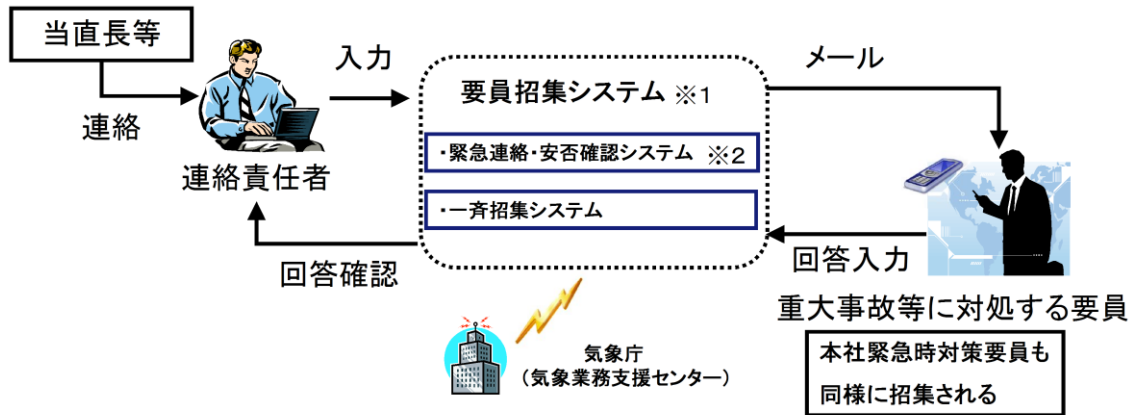 当直長等
連絡
連絡責任者
入力
要員招集システム ※1
・緊急連絡・安否確認システム ※2
・一斉招集システム
メール
回答確認
回答入力
重大事故等に対処する要員
本社緊急時対策要員も
同様に招集される
気象庁
（気象業務支援センター）